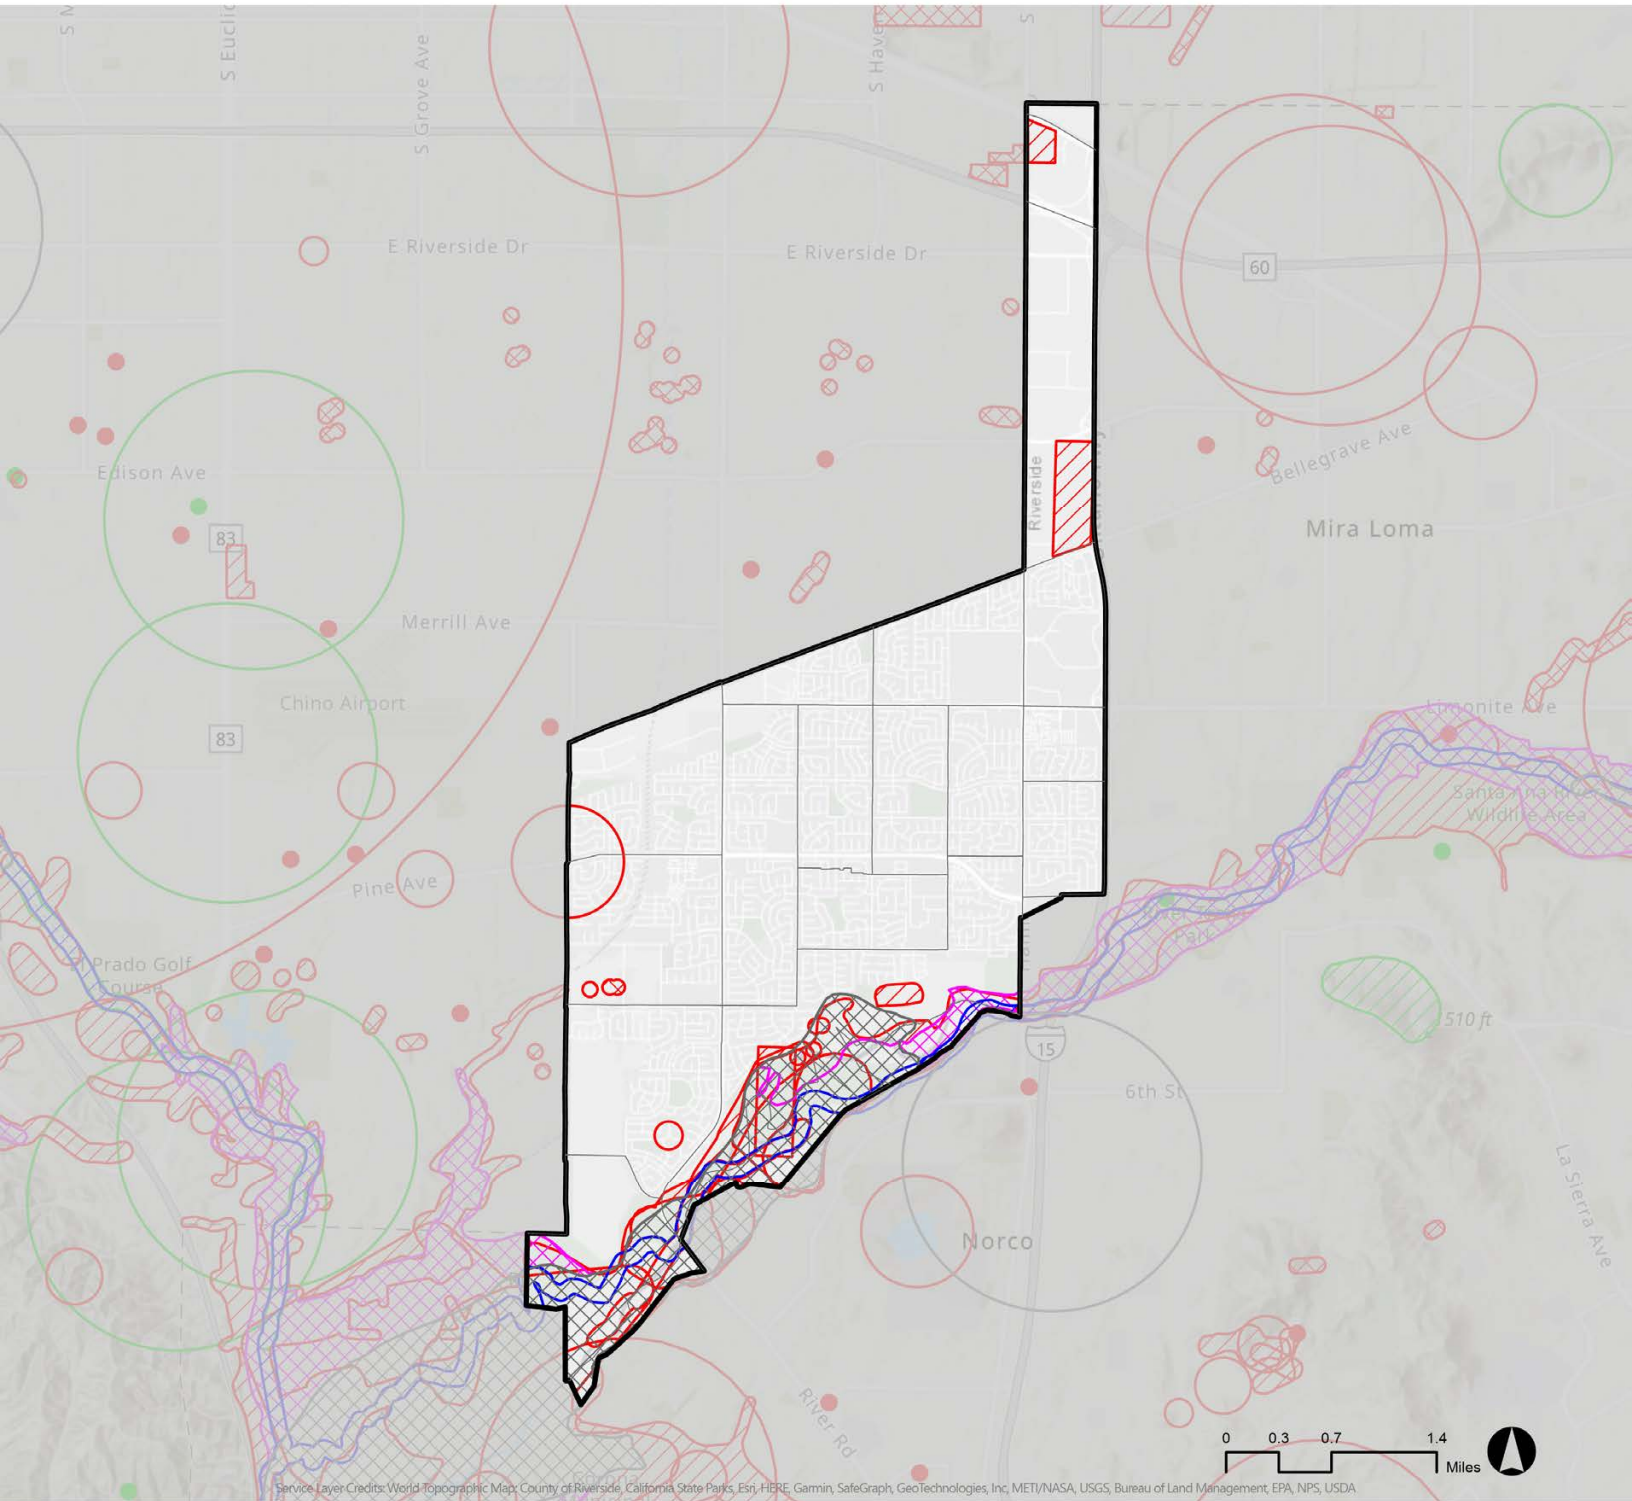 S Grove Ave
S Haven
E Riverside Dr
E Riverside Dr
60
Edison Ave
83
Bellegrave Ave
Riverside
Mira Loma
Merrill Ave
Chino Airport
83
Limonite Ave
Santa Ana River
Wildlife Area
Pine Ave
Prado Golf
Course
Park
510 ft
15
6th St
La Sierra Ave
Norco
River Rd
0 0.3 0.7 1.4
Miles
Service Layer Credits: World Topographic Map: County of Riverside, California State Parks, Esri, HERE, Garmin, SafeGraph, GeoTechnologies, Inc, METI/NASA, USGS, Bureau of Land Management, EPA, NPS, USDA